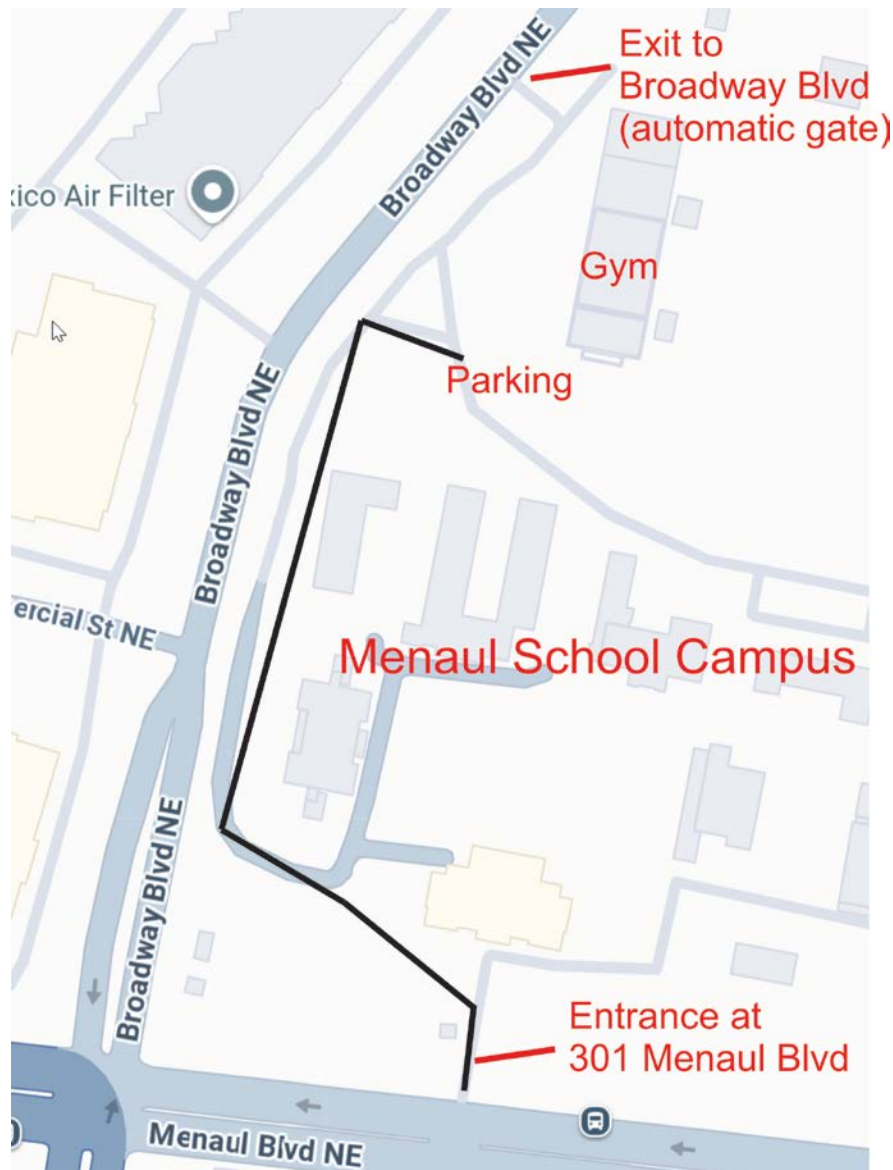 Exit to
Broadway Blvd
(automatic gate)
Broadway Blvd NE
xico Air Filter
Gym
Parking
Broadway Blvd NE
ercial St NE
Menaul School Campus
Broadway Blvd NE
Entrance at
301 Menaul Blvd
Menaul Blvd NE